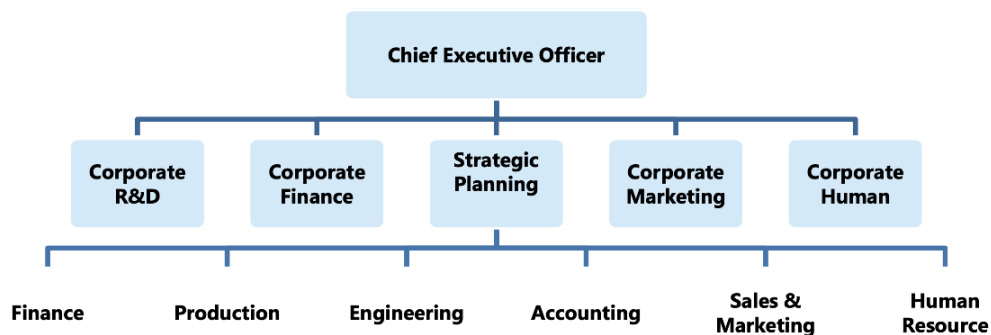 Chief Executive Officer
Corporate
R&D
Corporate
Finance
Strategic
Planning
Corporate
Marketing
Corporate
Human
Finance
Production
Engineering
Accounting
Sales &
Marketing
Human
Resource